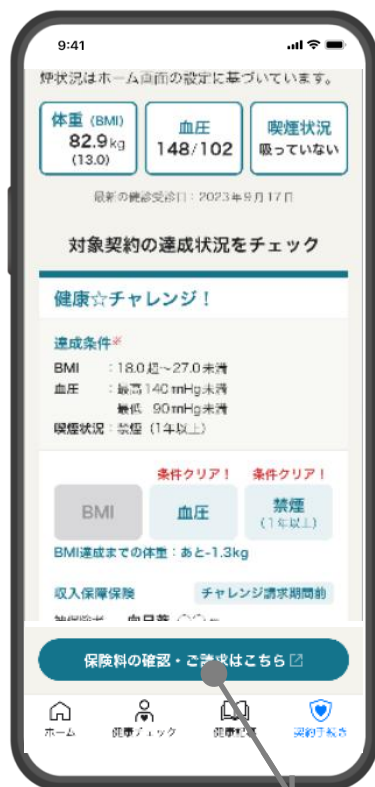 9:41
煙状況はホーム画面の設定に基づいています。
体重 (BMI)
82.9kg
(13.0)
血圧
148/102
喫煙状況
吸っていない
最新の健診受診日：2023年9月17日
対象契約の達成状況をチェック
健康☆チャレンジ！
達成条件※
BMI ：18.0超～27.0未満
血圧 ：最高140mmHg未満
最低 90mmHg未満
喫煙状況：禁煙（1年以上）
条件クリア！ 条件クリア！
BMI
血圧
禁煙
(1年以上)
BMI達成までの体重：あと-1.3kg
収入保障保険
チャレンジ請求期間前
保険料の確認・ご請求はこちら
ホーム
健康チェック
健康記事
契約手続き